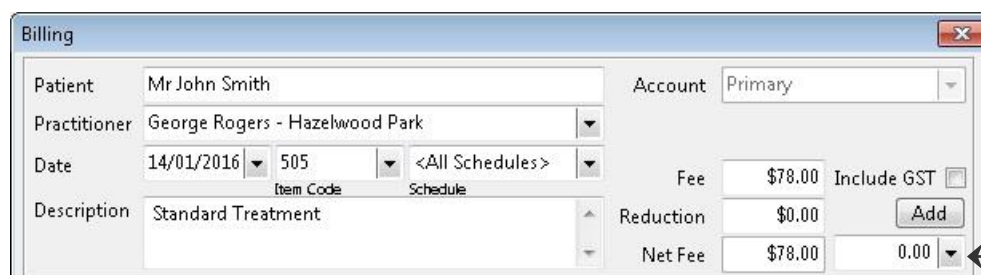 Billing
Patient Mr John Smith Account Primary
Practitioner George Rogers - Hazelwood Park
Date 14/01/2016 505 <All Schedules>
Item Code Schedule
Fee $78.00 Include GST
Description Standard Treatment
Reduction $0.00 Add
Net Fee $78.00 0.00